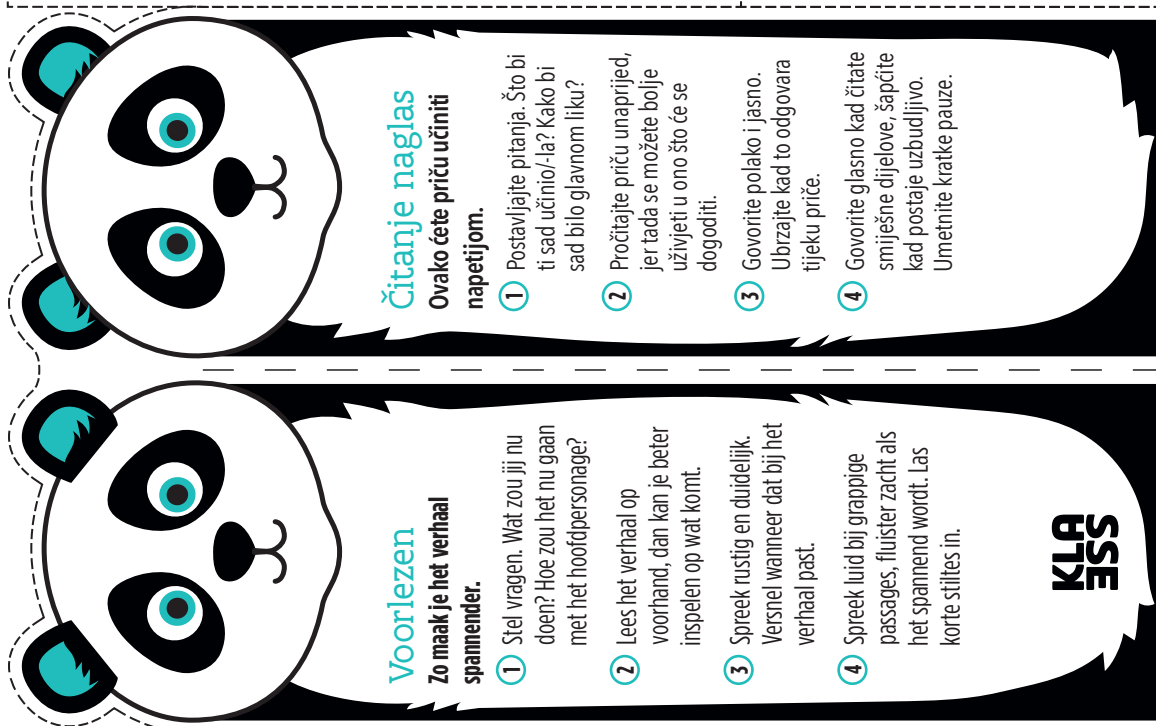 Čitanje naglas
Ovako ćete priču učiniti
napetijom.
1 Postavljajte pitanja. Što bi
ti sad učinio/-la? Kako bi
sad bilo glavnom liku?
2 Pročitajte priču unaprijed,
jer tada se možete bolje
uživjeti u ono što će se
dogoditi.
3 Govorite polako i jasno.
Ubrzajte kad to odgovara
tijeku priče.
4 Govorite glasno kad čitate
smiješne dijelove, šapćite
kad postaje uzbudljivo.
Umetnite kratke pauze.
Voorlezen
Zo maak je het verhaal
spannender.
1 Stel vragen. Wat zou jij nu
doen? Hoe zou het nu gaan
met het hoofdpersonage?
2 Lees het verhaal op
voorhand, dan kan je beter
inspelen op wat komt.
3 Spreek rustig en duidelijk.
Versnel wanneer dat bij het
verhaal past.
4 Spreek luid bij grappige
passages, fluister zacht als
het spannend wordt. Las
korte stiltes in.
KLA
SSE